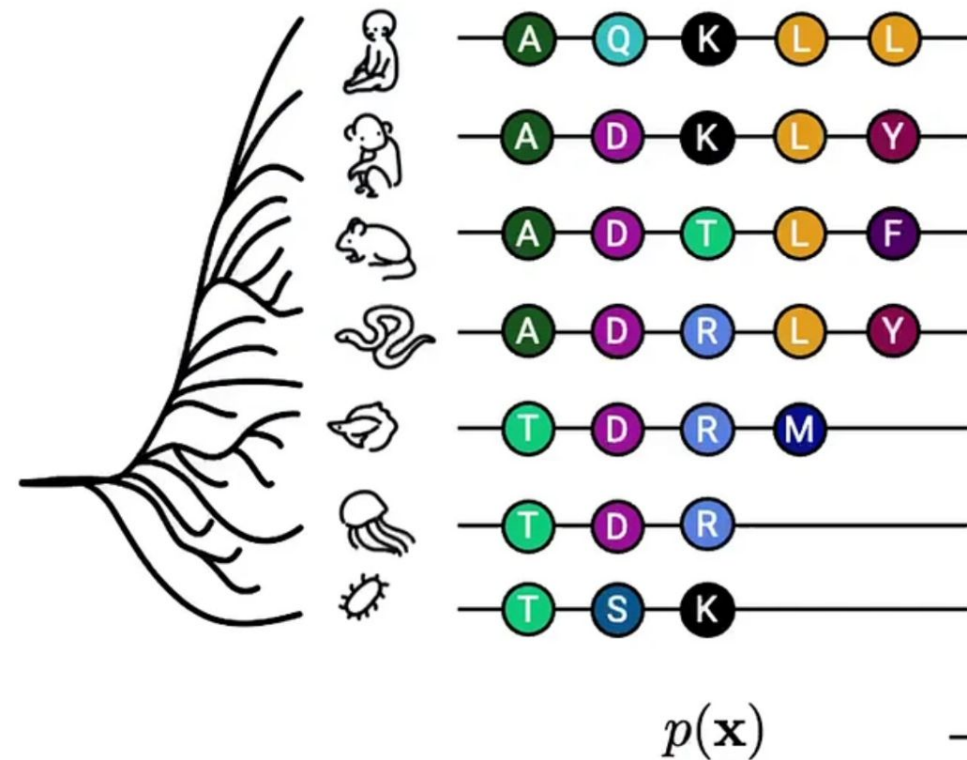 A Q K L L
A D K L Y
A D T L F
A D R L Y
T D R M
T D R
T S K
p(x)